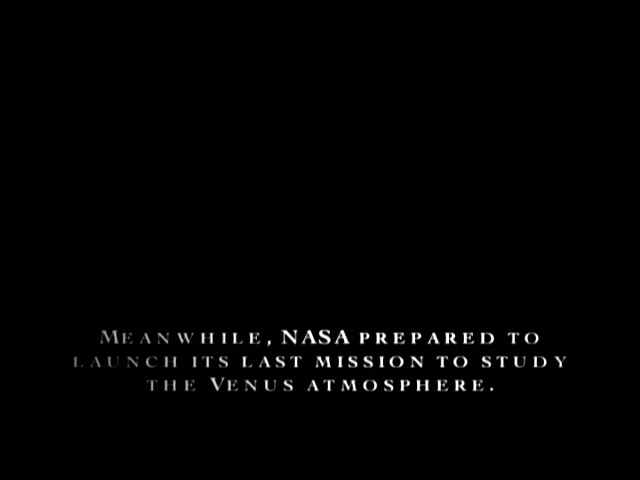 Meanwhile, NASA prepared to
launch its last mission to study
the Venus atmosphere.